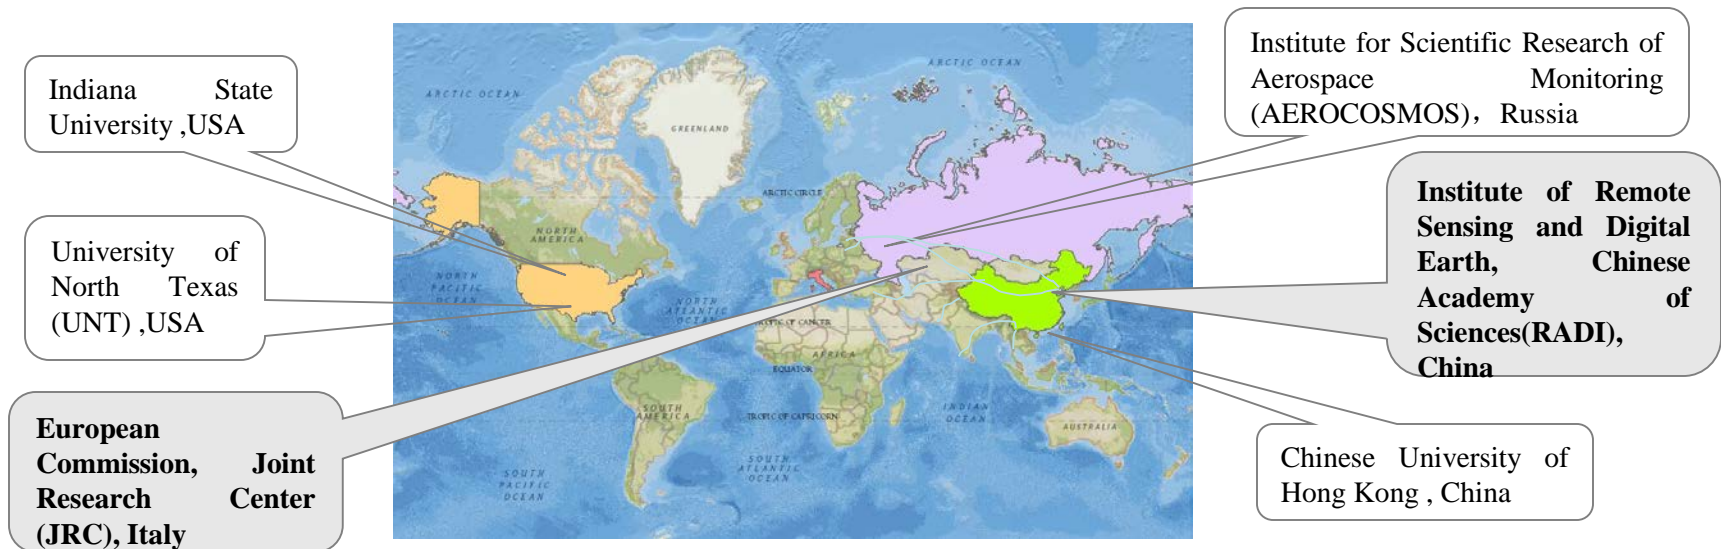 Indiana State
University ,USA
University of
North Texas
(UNT) ,USA
European
Commission, Joint
Research Center
(JRC), Italy
ARCTIC OCEAN
GREENLAND
ARCTIC CIRCLE
NORTH
AMERICA
NORTH
PACIFIC
OCEAN
NORTH
ATLANTIC
OCEAN
TROPIC OF CANCER
AFRICA
EQUATOR
SOUTH
AMERICA
TROPIC OF CAPRICORN
INDIAN
OCEAN
AUSTRALIA
SOUTH
PACIFIC
OCEAN
SOUTH
ATLANTIC
OCEAN
ARCTIC OCEAN
Institute for Scientific Research of
Aerospace Monitoring
(AEROCOSMOS)，Russia
Institute of Remote
Sensing and Digital
Earth, Chinese
Academy of
Sciences(RADI),
China
Chinese University of
Hong Kong , China